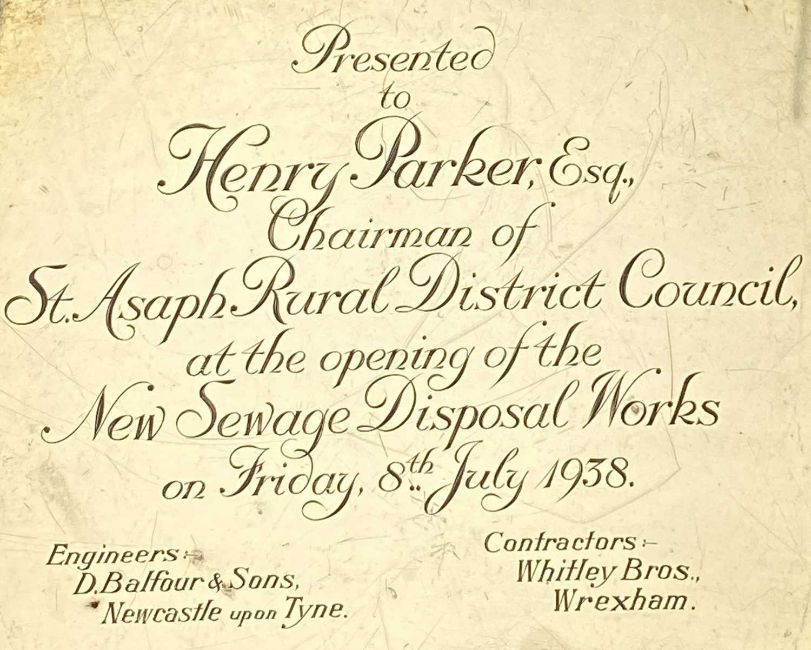 Presented
to
Henry Parker, Esq.,
Chairman of
St. Asaph Rural District Council,
at the opening of the
New Sewage Disposal Works
on Friday, 8th July 1938.
Engineers:-
D. Balfour & Sons,
Newcastle upon Tyne.
Contractors:-
Whitley Bros.,
Wrexham.